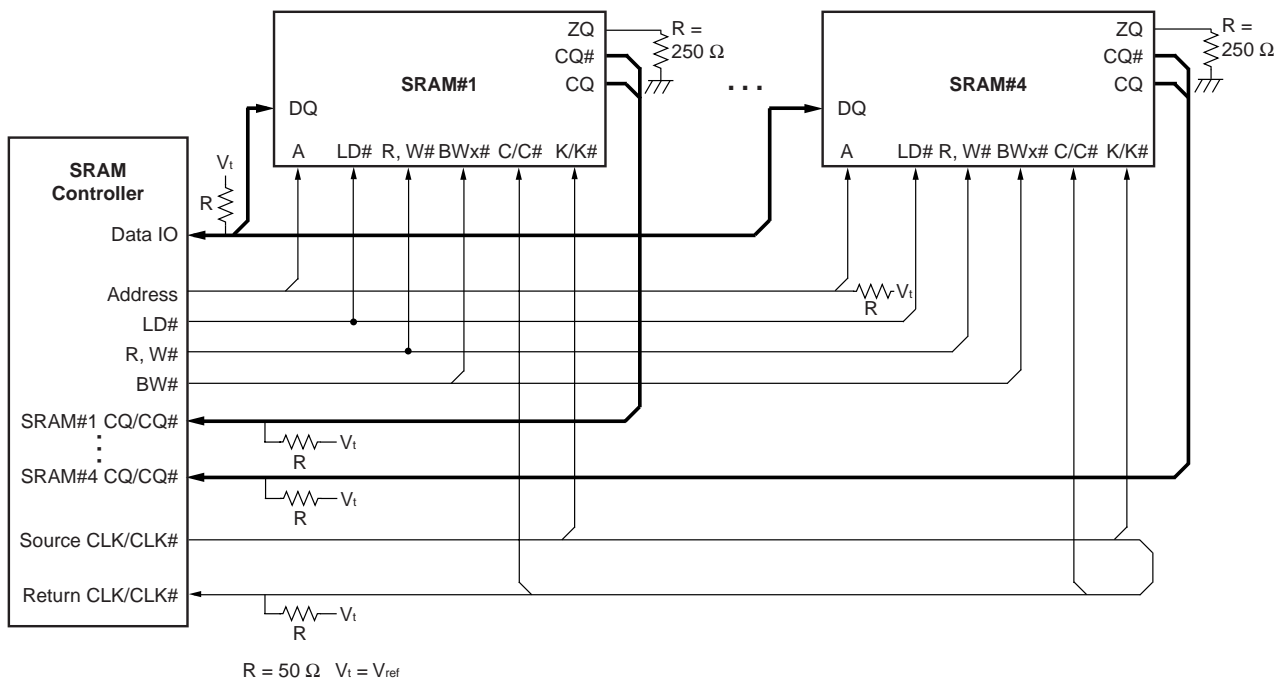 ZQ
CQ#
CQ
R =
250 Ω
SRAM#1
DQ
A LD# R, W# BWx# C/C# K/K#
...
ZQ
CQ#
CQ
R =
250 Ω
SRAM#4
DQ
A LD# R, W# BWx# C/C# K/K#
SRAM
Controller
Vt
R
Data IO
Address
R
Vt
LD#
R, W#
BW#
SRAM#1 CQ/CQ#
R
Vt
...
SRAM#4 CQ/CQ#
R
Vt
Source CLK/CLK#
Return CLK/CLK#
R
Vt
R = 50 Ω Vt = Vref